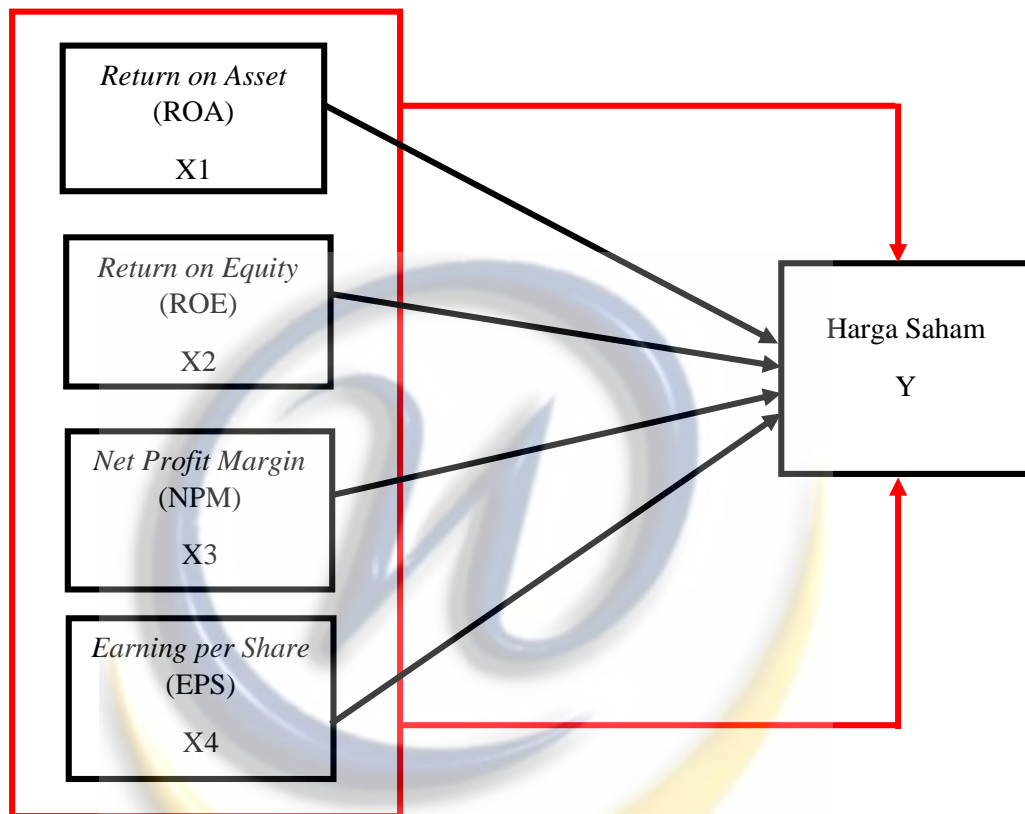 Return on Asset
(ROA)
X1
Return on Equity
(ROE)
X2
Net Profit Margin
(NPM)
X3
Earning per Share
(EPS)
X4
Harga Saham
Y